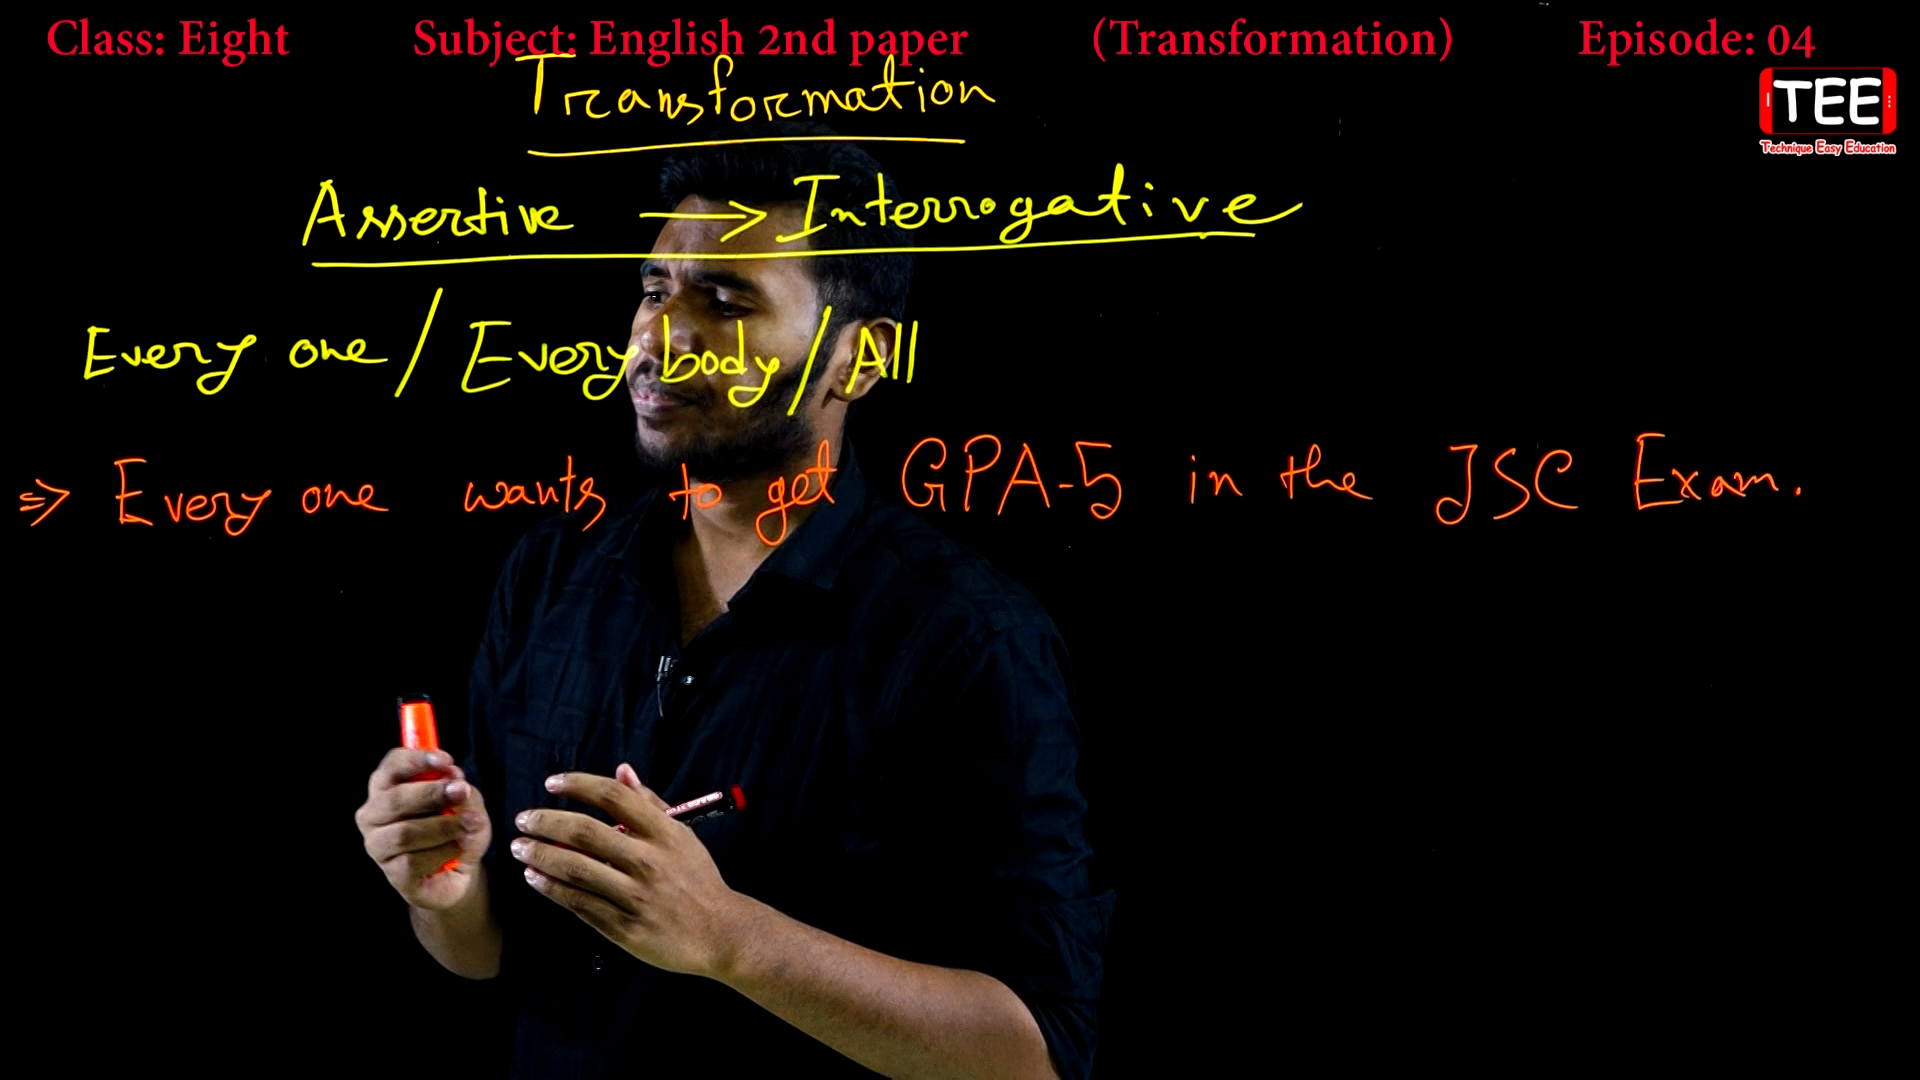 Class: Eight Subject: English 2nd paper (Transformation) Episode: 04
TEE
Technique Easy Education
Transformation
Assertive → Interrogative
Every one / Every body / All
⇒ Every one wants to get GPA-5 in the JSC Exam.